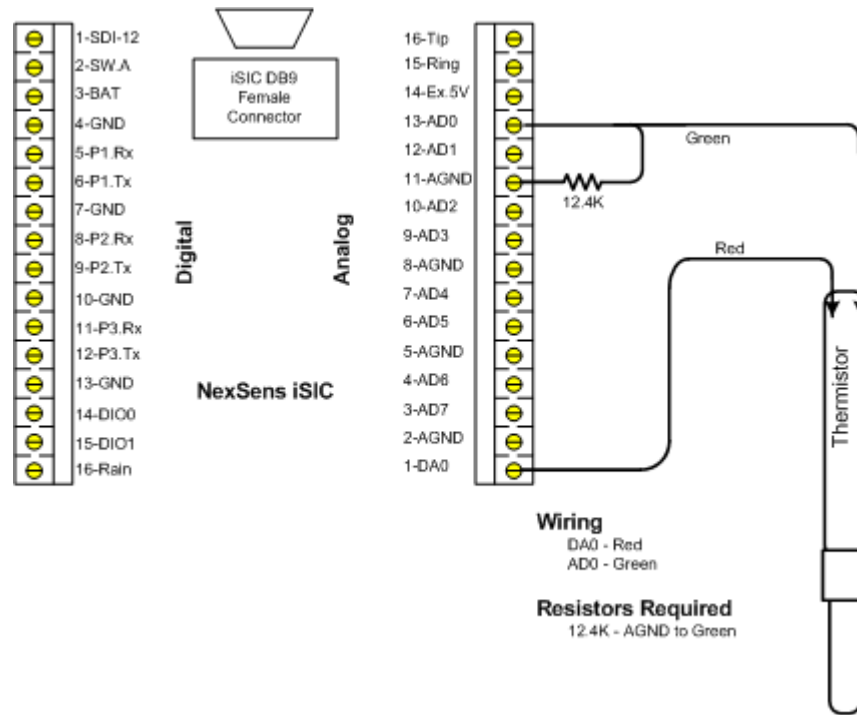 1-SDI-12
2-SW.A
3-BAT
4-GND
5-P1.Rx
6-P1.Tx
7-GND
8-P2.Rx
9-P2.Tx
10-GND
11-P3.Rx
12-P3.Tx
13-GND
14-DIO0
15-DIO1
16-Rain
Digital
iSIC DB9
Female
Connector
NexSens iSIC
Analog
16-Tip
15-Ring
14-Ex.5V
13-AD0
12-AD1
11-AGND
10-AD2
9-AD3
8-AGND
7-AD4
6-AD5
5-AGND
4-AD6
3-AD7
2-AGND
1-DA0
Green
12.4K
Red
Thermistor
Wiring
DA0 - Red
AD0 - Green
Resistors Required
12.4K - AGND to Green